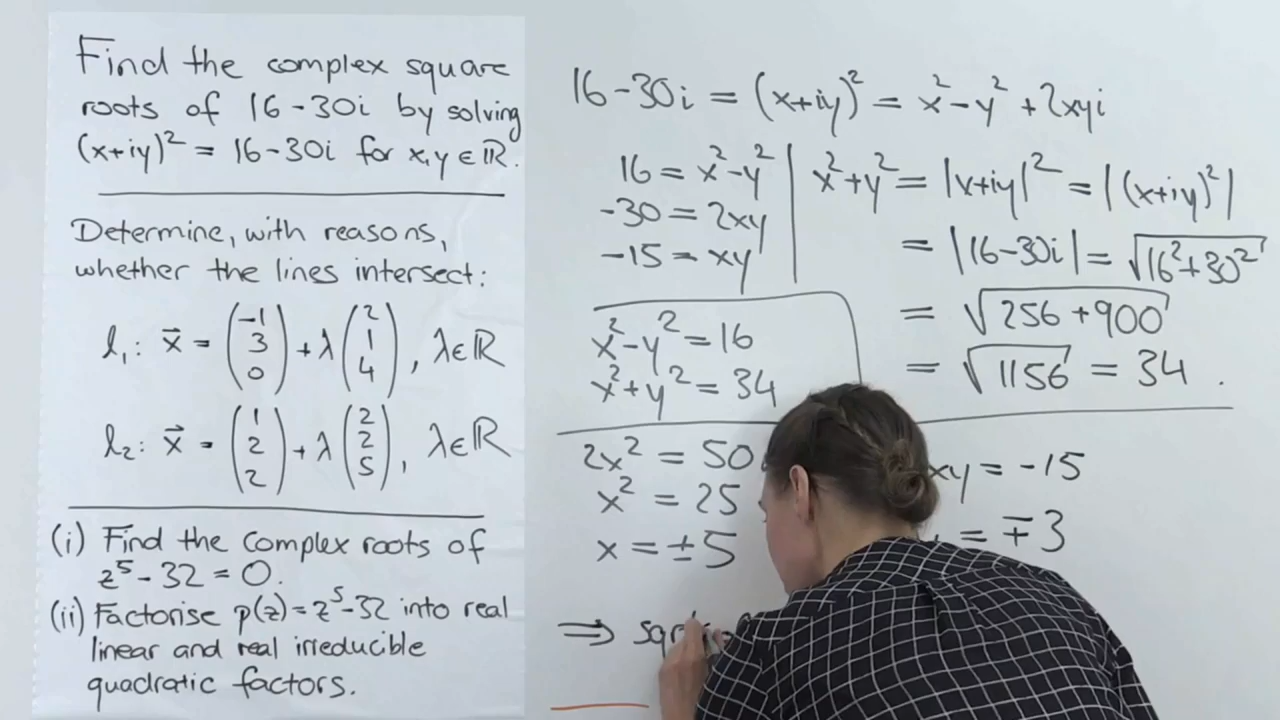 Find the complex square
roots of 16-30i by solving
(x+iy)² = 16-30i for x,y ∈ ℝ.
Determine, with reasons,
whether the lines intersect:
l₁: x⃗ = (-1 3 0) + λ (2 1 4), λ∈ℝ
l₂: x⃗ = (1 2 2) + λ (2 2 5), λ∈ℝ
(i) Find the complex roots of
z⁵-32=0.
(ii) Factorise p(z)=z⁵-32 into real
linear and real irreducible
quadratic factors.
16-30i = (x+iy)² = x²-y²+2xyi
16 = x²-y²
-30 = 2xy
-15 = xy
x²+y² = |x+iy|² = |(x+iy)²|
= |16-30i| = √16²+30²
= √256+900
= √1156 = 34.
x²-y² = 16
x²+y² = 34
2x² = 50
x² = 25
x = ±5
xy = -15
= ∓3
⇒